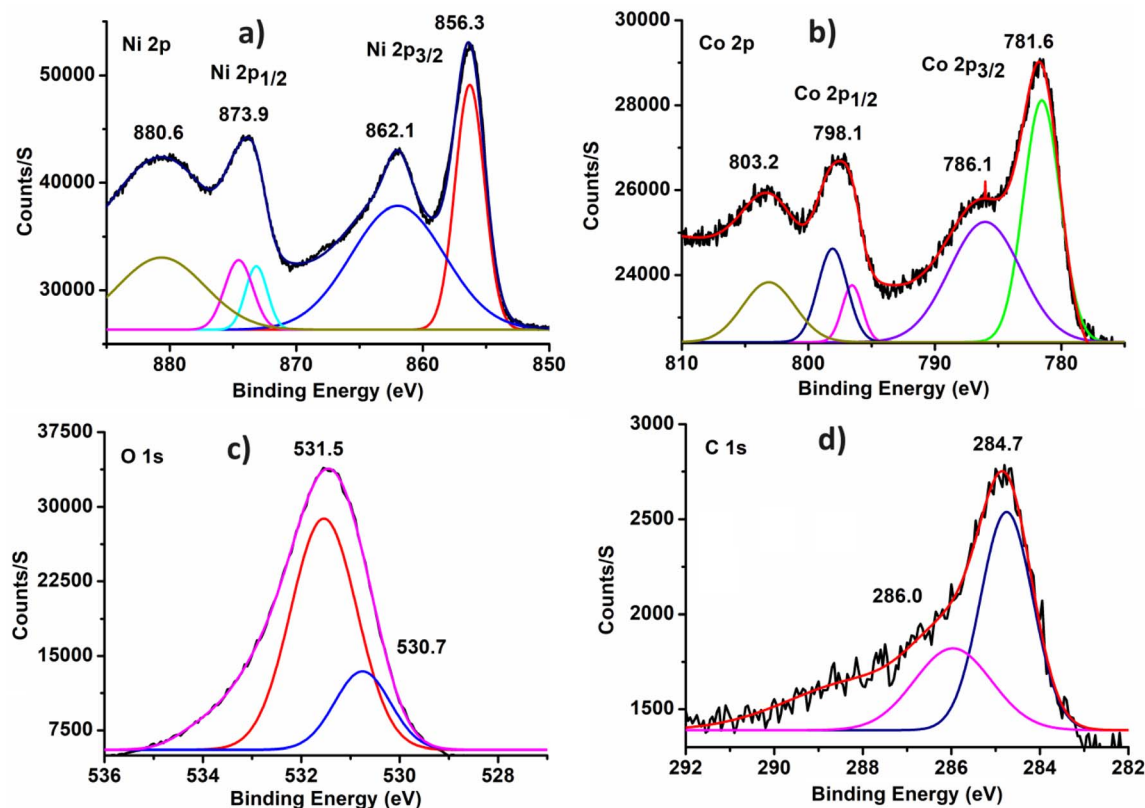 a)
Ni 2p
Ni 2p3/2
856.3
Ni 2p1/2
873.9
880.6
862.1
50000
40000
30000
Counts/S
880
870
860
850
Binding Energy (eV)
b)
Co 2p
781.6
Co 2p3/2
Co 2p1/2
798.1
803.2
786.1
30000
28000
26000
24000
Counts/S
810
800
790
780
Binding Energy (eV)
c)
O 1s
531.5
530.7
37500
30000
22500
15000
7500
Counts/S
536
534
532
530
528
Binding Energy (eV)
d)
C 1s
284.7
286.0
3000
2500
2000
1500
Counts/S
292
290
288
286
284
282
Binding Energy (eV)